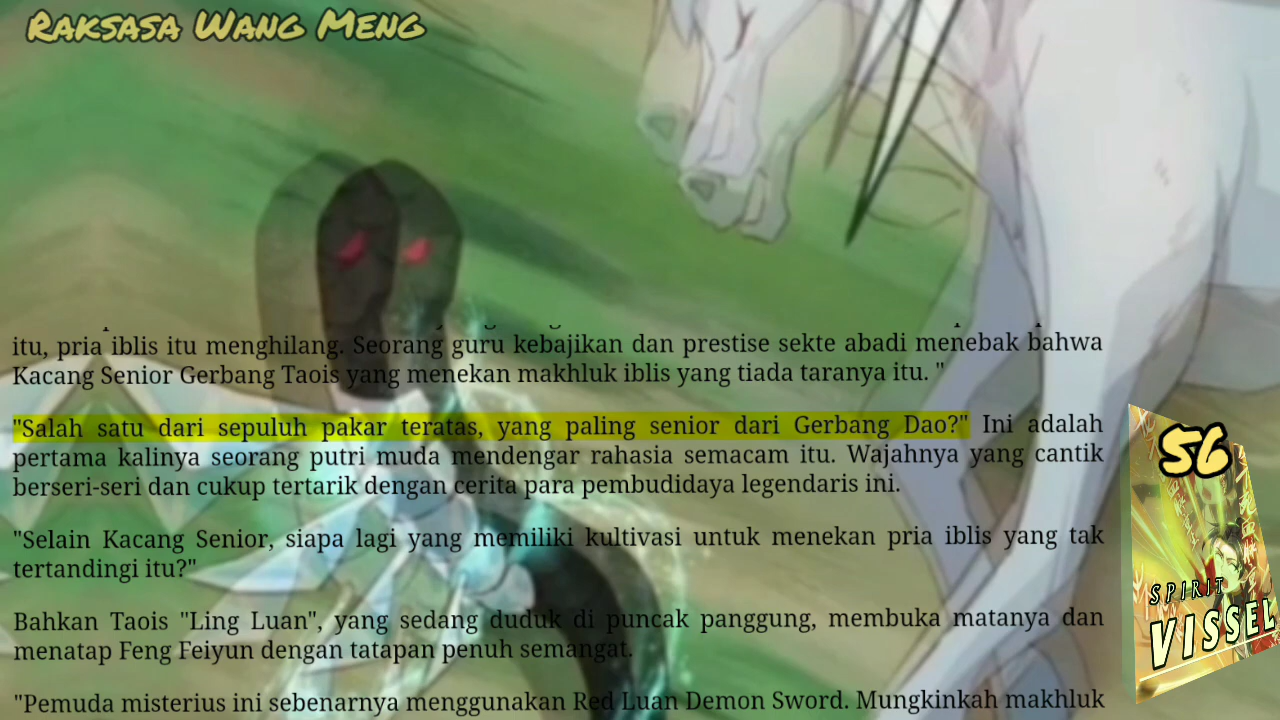 Raksasa Wang Meng
itu, pria iblis itu menghilang. Seorang guru kebajikan dan prestise sekte abadi menebak bahwa
Kacang Senior Gerbang Taois yang menekan makhluk iblis yang tiada taranya itu. "
"Salah satu dari sepuluh pakar teratas, yang paling senior dari Gerbang Dao?" Ini adalah
pertama kalinya seorang putri muda mendengar rahasia semacam itu. Wajahnya yang cantik
berseri-seri dan cukup tertarik dengan cerita para pembudidaya legendaris ini.
"Selain Kacang Senior, siapa lagi yang memiliki kultivasi untuk menekan pria iblis yang tak
tertandingi itu?"
Bahkan Taois "Ling Luan", yang sedang duduk di puncak panggung, membuka matanya dan
menatap Feng Feiyun dengan tatapan penuh semangat.
"Pemuda misterius ini sebenarnya menggunakan Red Luan Demon Sword. Mungkinkah makhluk
56
SPIRIT
VISSEL